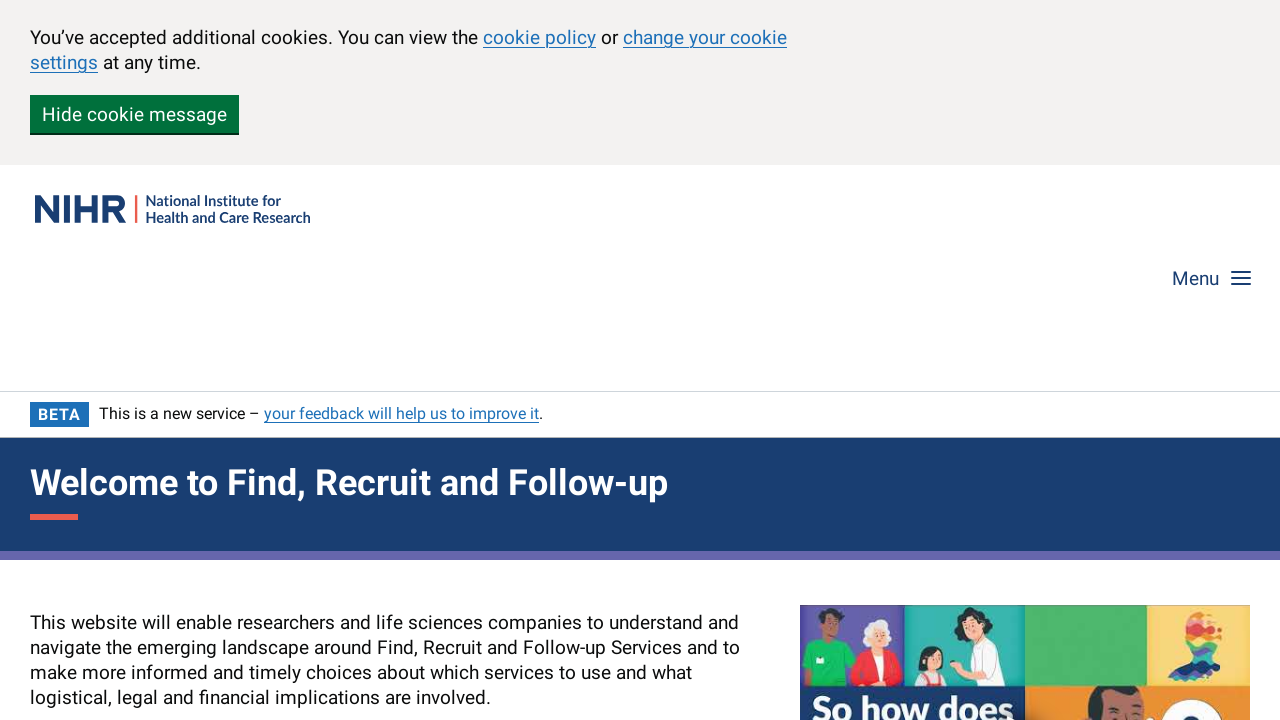 You’ve accepted additional cookies. You can view the cookie policy or change your cookie
settings at any time.
Hide cookie message
NIHR | National Institute for
Health and Care Research
Menu
BETA This is a new service – your feedback will help us to improve it.
Welcome to Find, Recruit and Follow-up
This website will enable researchers and life sciences companies to understand and
navigate the emerging landscape around Find, Recruit and Follow-up Services and to
make more informed and timely choices about which services to use and what
logistical, legal and financial implications are involved.
So how does